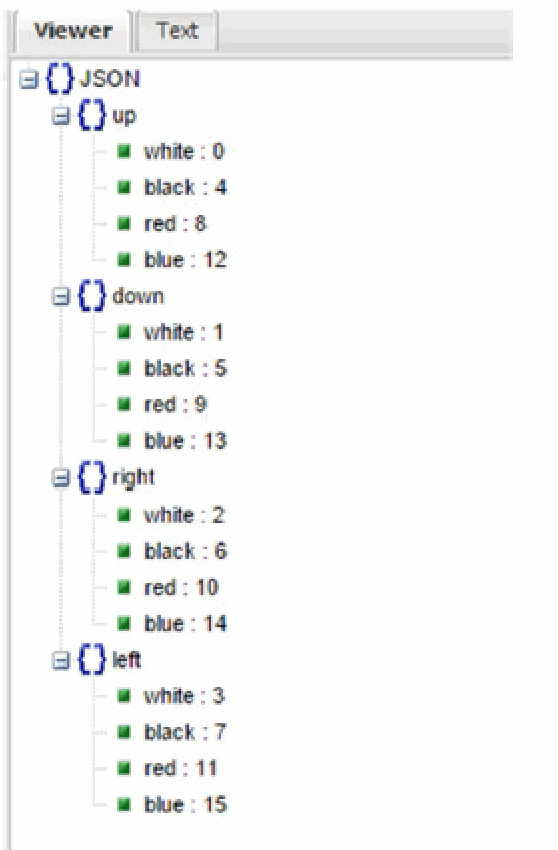 Viewer Text
{} JSON
{} up
white : 0
black : 4
red : 8
blue : 12
{} down
white : 1
black : 5
red : 9
blue : 13
{} right
white : 2
black : 6
red : 10
blue : 14
{} left
white : 3
black : 7
red : 11
blue : 15